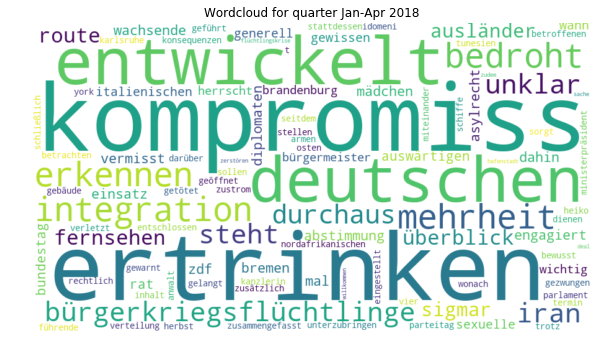 Wordcloud for quarter Jan-Apr 2018
karlsruhe geführt stattdessen idomeni
wachsende konsequenzen flüchtlingskrise generell ausländer wann
route entwickelt gewissen bedroht betroffenen
t tunesien
york italienischen herrscht brandenburg mädchen unklar zudem
schließlich kompromiss diplomaten asylrecht miteinander schiffe sache
seitdem sorgt
betrachten darüber zerstören stellen armen osten
vermisst bürgermeister auswärtigen dahin ministerpräsident
erkennen sollen deutschen hafencrash
gebäude einsatz getötet geöffnet zustrom
integration durchaus mehrheit dienen heiko
verletzt entschlossen
fernsehen steht abstimmung überblick engagiert
bundestag nordafrikanischen bewusst deal
gewarnt zdf bremen kanzlerin mal ertrinken wichtig gezwungen
rechtlich rat anwalt gelangt zusätzlich willkommen eingestellt wonach parlament
inhalt vier termin
bürgerkriegsflüchtlinge sigmar iran
führende verteilung herbst zusammengefasst unterzubringen parteitag sexuelle trotz